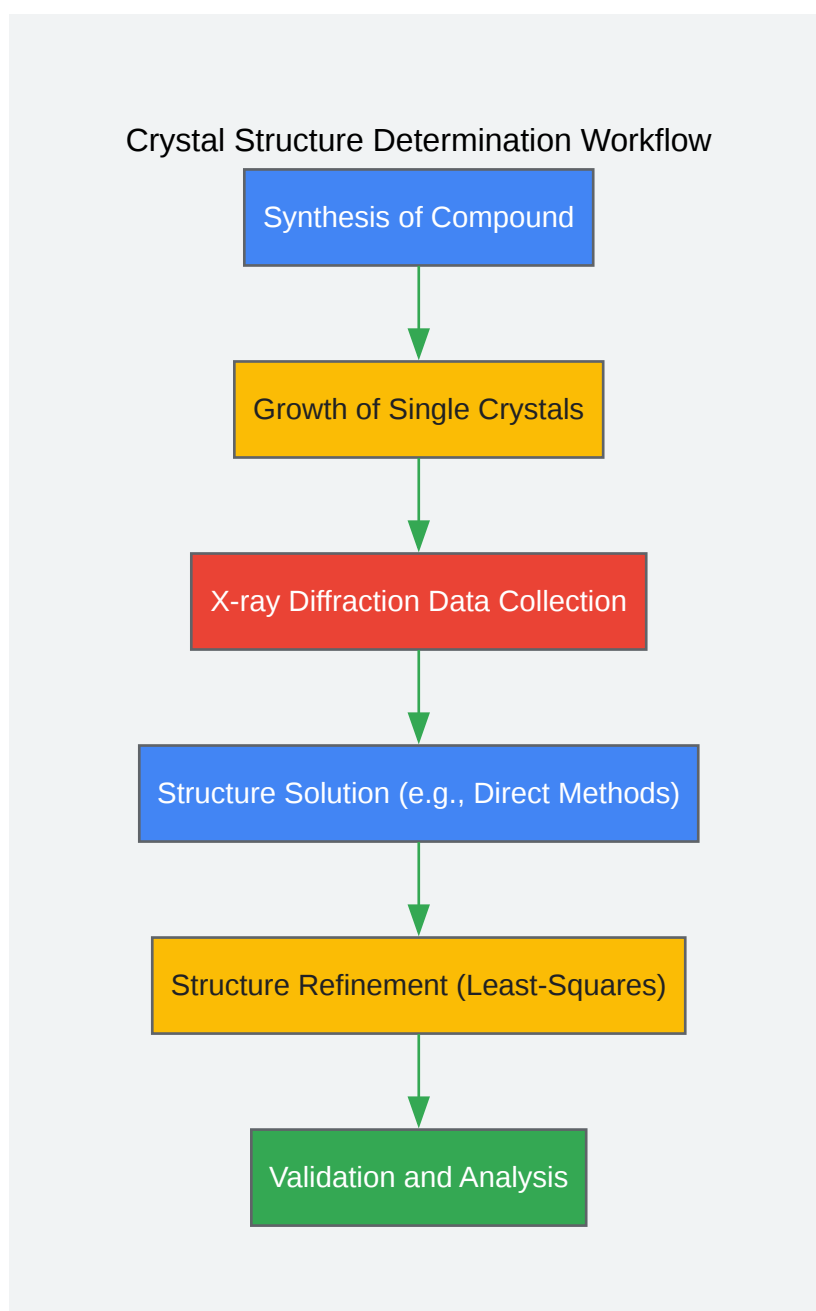 Crystal Structure Determination Workflow
Synthesis of Compound
Growth of Single Crystals
X-ray Diffraction Data Collection
Structure Solution (e.g., Direct Methods)
Structure Refinement (Least-Squares)
Validation and Analysis